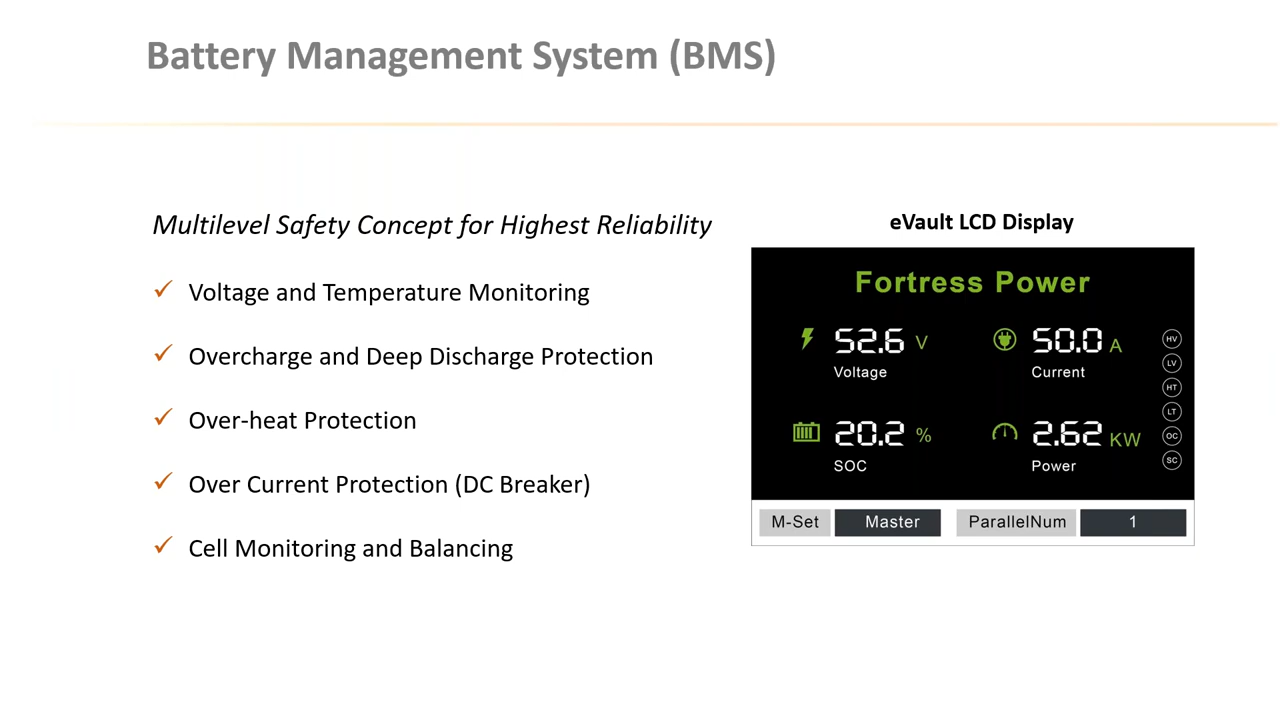 Battery Management System (BMS)
Multilevel Safety Concept for Highest Reliability
✓ Voltage and Temperature Monitoring
✓ Overcharge and Deep Discharge Protection
✓ Over-heat Protection
✓ Over Current Protection (DC Breaker)
✓ Cell Monitoring and Balancing
eVault LCD Display
Fortress Power
52.6 V 50.0 A
Voltage Current
20.2 % 2.62 KW
SOC Power
HV
LV
HT
LT
OC
SC
M-Set Master ParallelNum 1